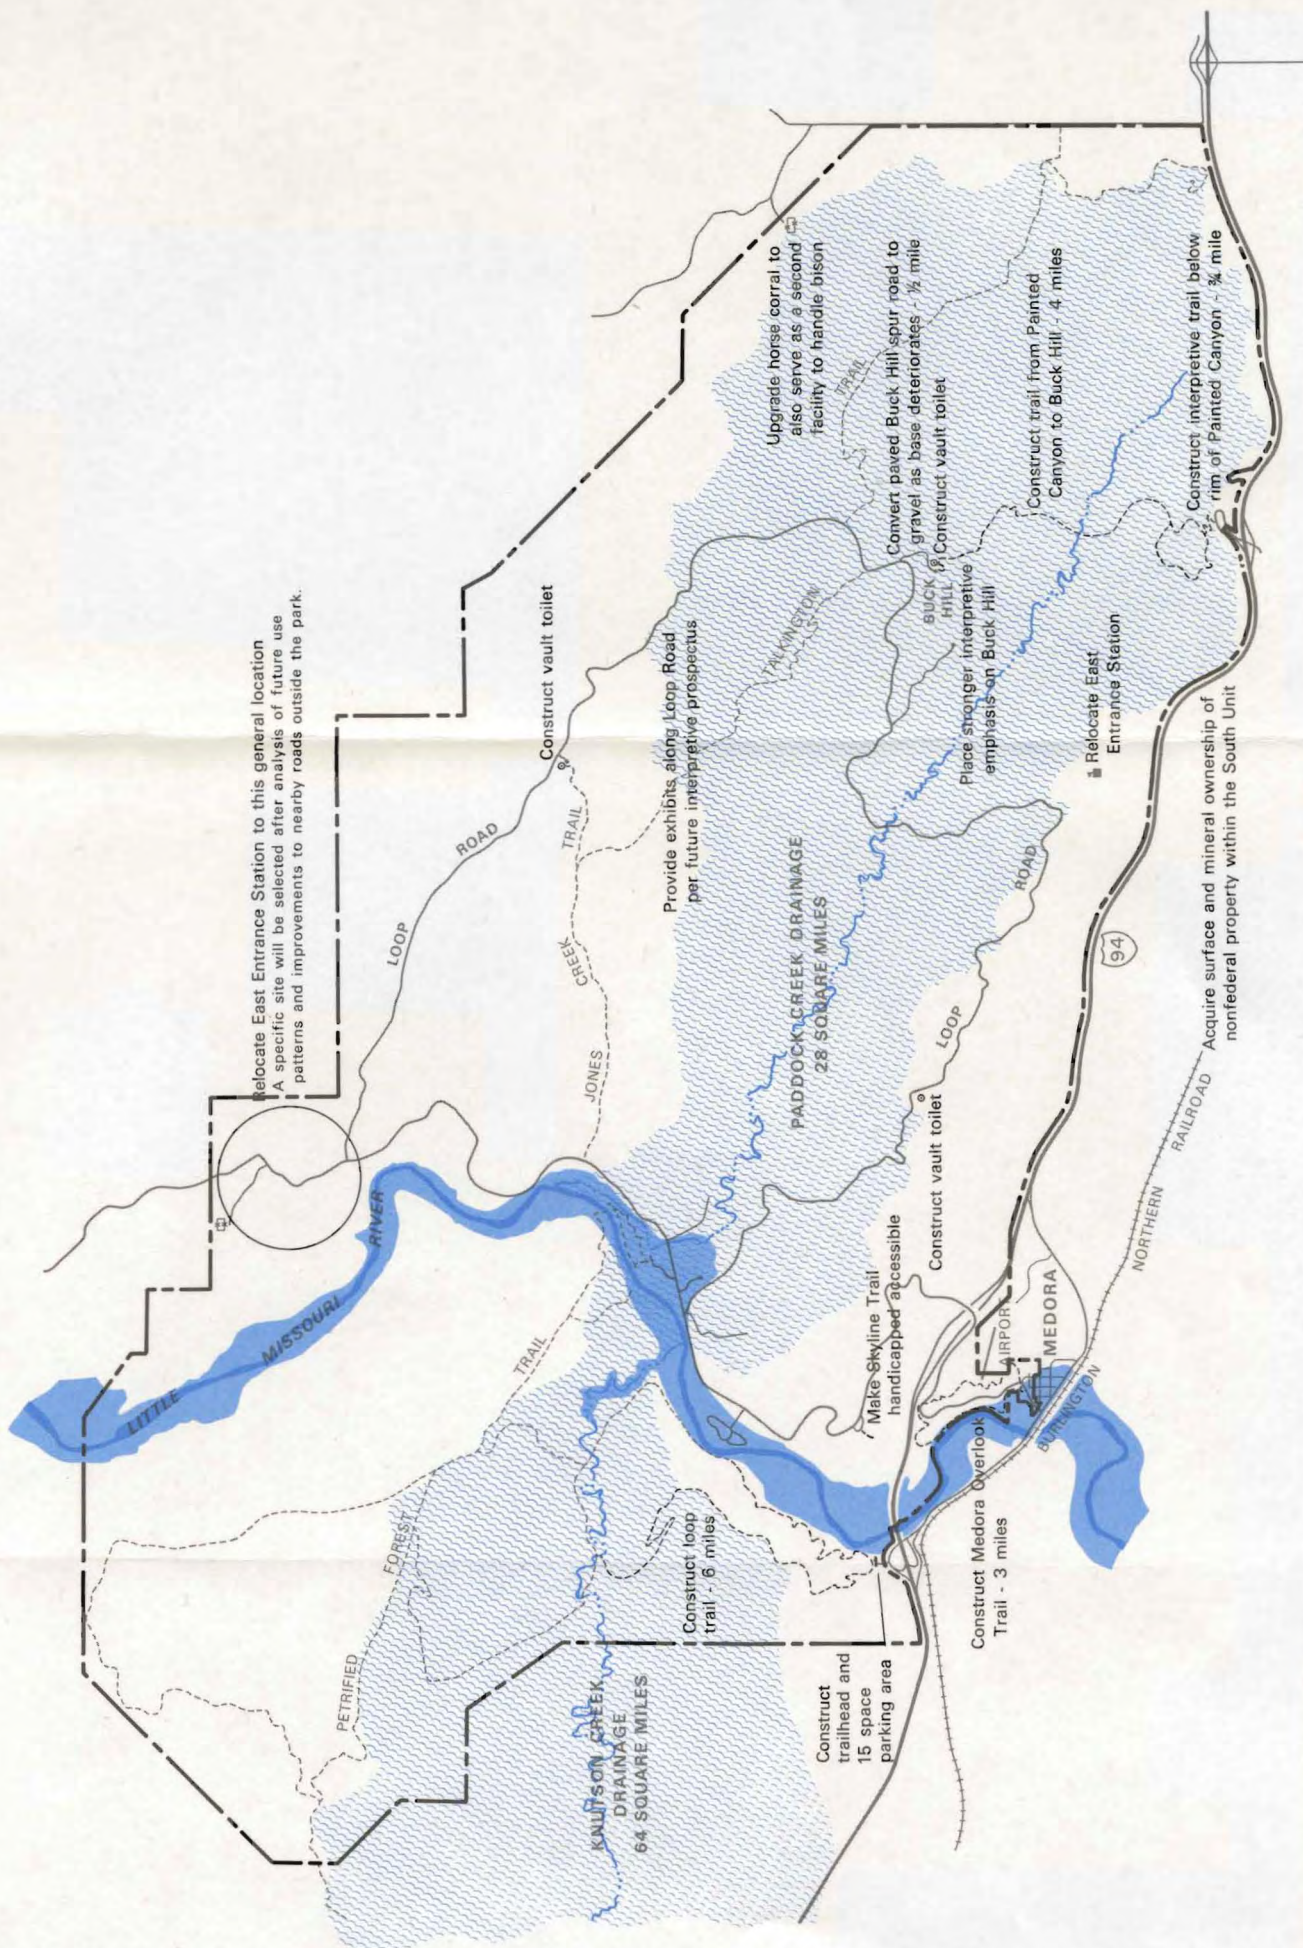 Relocate East Entrance Station to this general location
A specific site will be selected after analysis of future use
patterns and improvements to nearby roads outside the park.
LITTLE
MISSOURI
RIVER
LOOP
ROAD
Construct vault toilet
JONES
CREEK
TRAIL
Provide exhibits along Loop Road
per future interpretive prospectus
TALKINGTON
TRAIL
Upgrade horse corral to
also serve as a second
facility to handle bison
Convert paved Buck Hill spur road to
gravel as base deteriorates - ½ mile
BUCK
HILL
Construct vault toilet
Place stronger interpretive
emphasis on Buck Hill
Construct trail from Painted
Canyon to Buck Hill - 4 miles
Construct interpretive trail below
rim of Painted Canyon - ¾ mile
Relocate East
Entrance Station
PADDOCK CREEK DRAINAGE
28 SQUARE MILES
LOOP
ROAD
Construct vault toilet
94
Acquire surface and mineral ownership of
nonfederal property within the South Unit
PETRIFIED
FOREST
TRAIL
KNUTSON CREEK
DRAINAGE
64 SQUARE MILES
Construct loop
trail - 6 miles
Construct
trailhead and
15 space
parking area
Make Skyline Trail
handicapped accessible
Construct Medora Overlook
Trail - 3 miles
AIRPORT
MEDORA
BURLINGTON
NORTHERN
RAILROAD